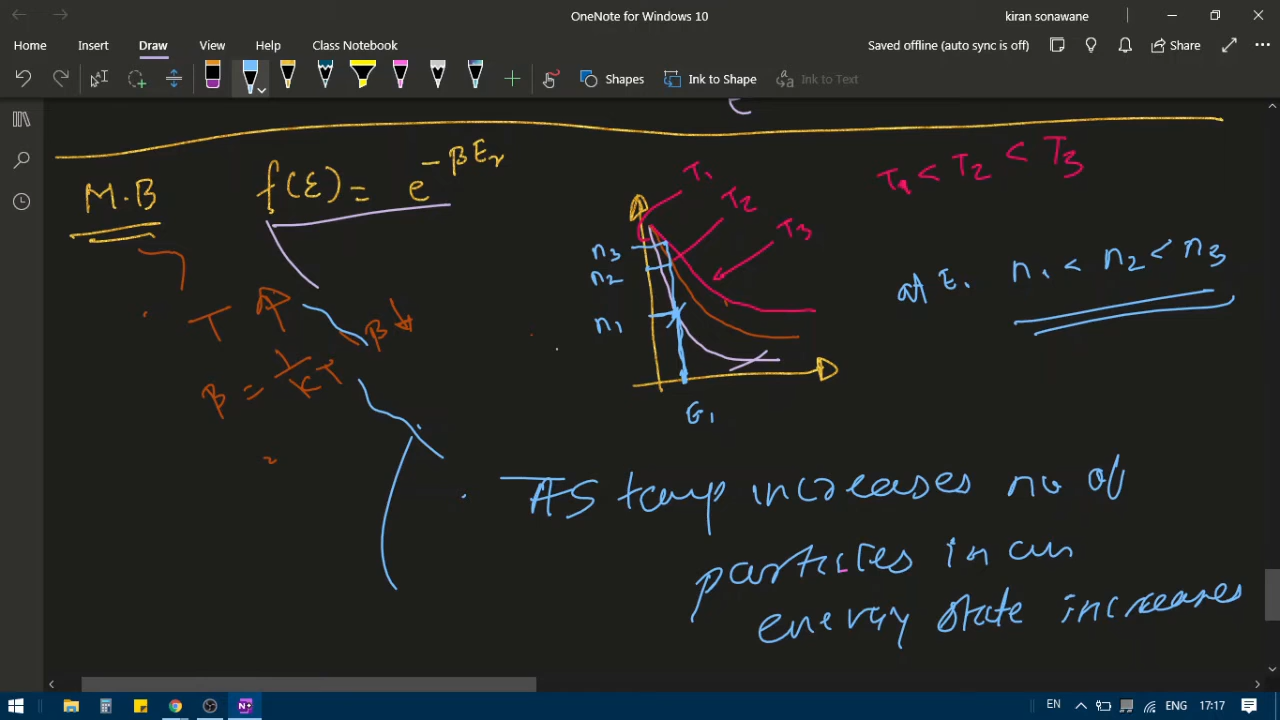 OneNote for Windows 10
kiran sonawane
Home Insert Draw View Help Class Notebook
Saved offline (auto sync is off)
Share
Shapes
Ink to Shape
Ink to Text
M.B f(ε) = e^-βEr
T1 < T2 < T3
T1
T2
T3
n3
n2
n1
E1
at E1 n1 < n2 < n3
T ↑ β ↓
β = 1/KT
AS temp increases no of
particles in an
energy state increases
EN
ENG
17:17